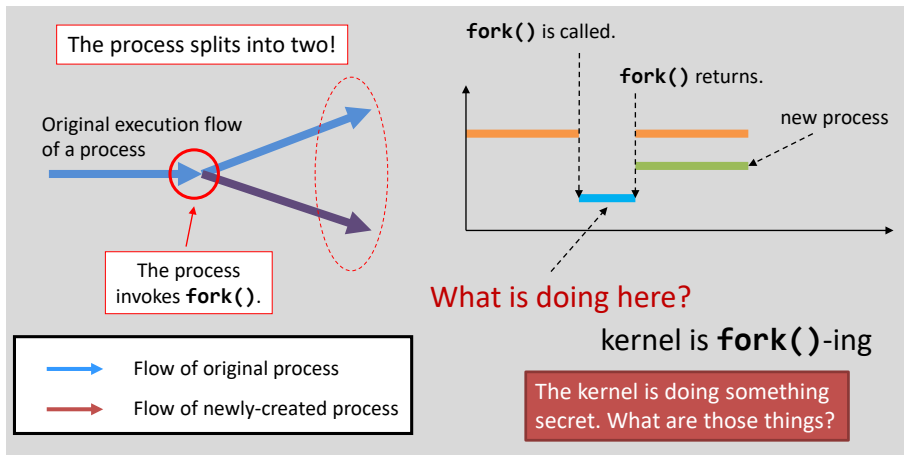 The process splits into two!
Original execution flow
of a process
The process
invokes fork().
Flow of original process
Flow of newly-created process
fork() is called.
fork() returns.
new process
What is doing here?
kernel is fork()-ing
The kernel is doing something
secret. What are those things?